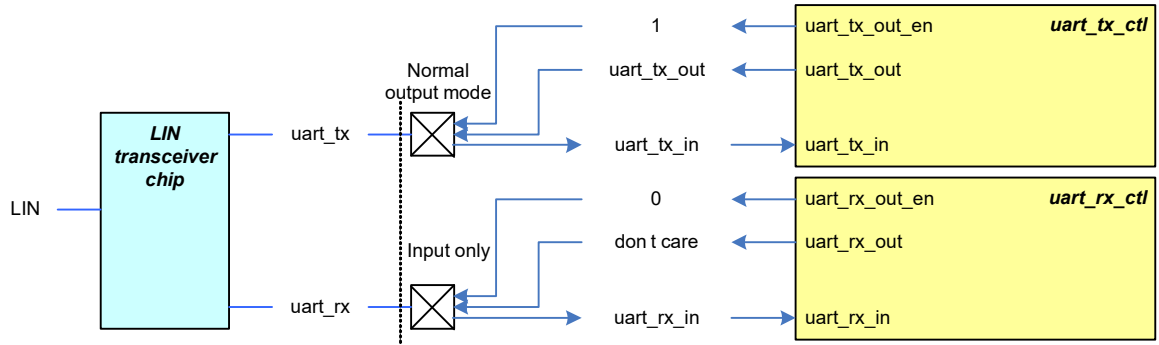 1
uart_tx_out_en
uart_tx_ctl
Normal
output mode
uart_tx_out
uart_tx_out
LIN
transceiver
chip
uart_tx
uart_tx_in
uart_tx_in
LIN
0
uart_rx_out_en
uart_rx_ctl
Input only
don t care
uart_rx_out
uart_rx
uart_rx_in
uart_rx_in